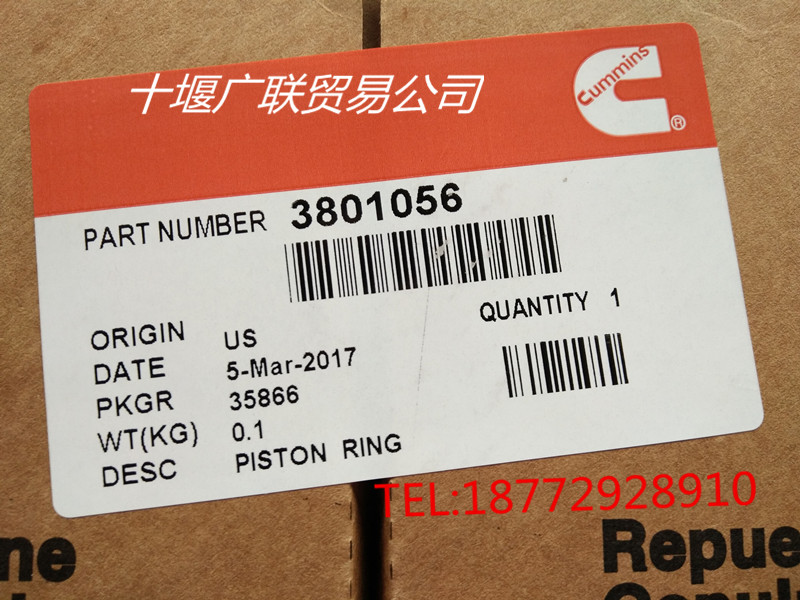 十堰广联贸易公司
Cummins
®
PART NUMBER 3801056
QUANTITY 1
ORIGIN US
DATE 5-Mar-2017
PKGR 35866
WT(KG) 0.1
DESC PISTON RING
TEL:18772928910
ne
Repue